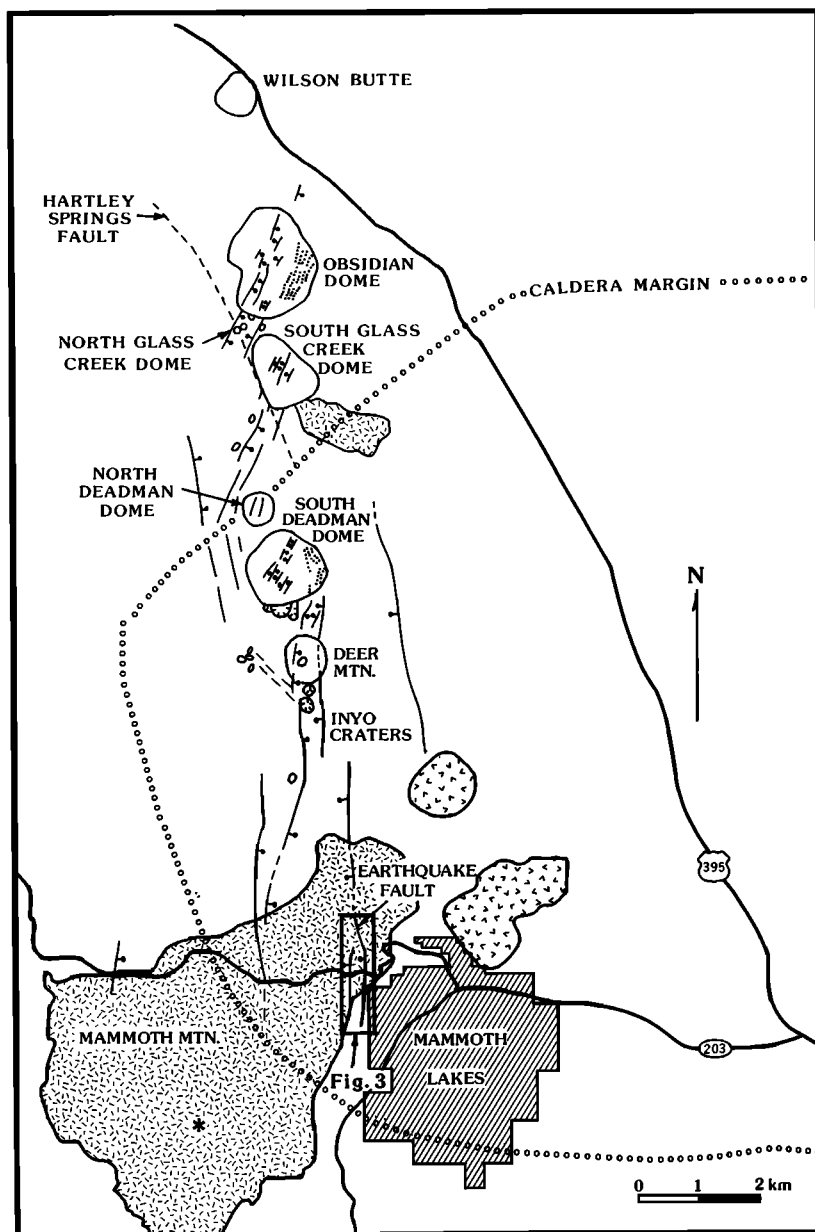 WILSON BUTTE
HARTLEY
SPRINGS
FAULT
OBSIDIAN
DOME
CALDERA MARGIN
NORTH GLASS
CREEK DOME
SOUTH GLASS
CREEK
DOME
NORTH
DEADMAN
DOME
SOUTH
DEADMAN
DOME
N
DEER
MTN.
INYO
CRATERS
395
EARTHQUAKE
FAULT
MAMMOTH MTN.
MAMMOTH
LAKES
203
Fig. 3
*
0 1 2 km